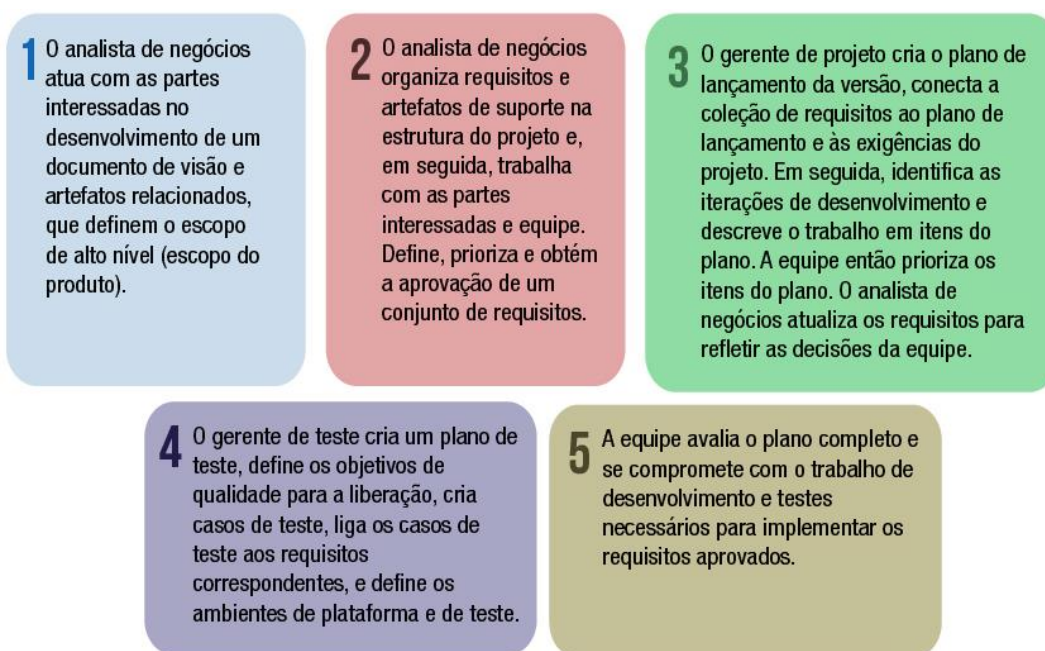 1
O analista de negócios
atua com as partes
interessadas no
desenvolvimento de um
documento de visão e
artefatos relacionados,
que definem o escopo
de alto nível (escopo do
produto).
2
O analista de negócios
organiza requisitos e
artefatos de suporte na
estrutura do projeto e,
em seguida, trabalha
com as partes
interessadas e equipe.
Define, prioriza e obtém
a aprovação de um
conjunto de requisitos.
3
O gerente de projeto cria o plano de
lançamento da versão, conecta a
coleção de requisitos ao plano de
lançamento e às exigências do
projeto. Em seguida, identifica as
iterações de desenvolvimento e
descreve o trabalho em itens do
plano. A equipe então prioriza os
itens do plano. O analista de
negócios atualiza os requisitos para
refletir as decisões da equipe.
4
O gerente de teste cria um plano de
teste, define os objetivos de
qualidade para a liberação, cria
casos de teste, liga os casos de
teste aos requisitos
correspondentes, e define os
ambientes de plataforma e de teste.
5
A equipe avalia o plano completo e
se compromete com o trabalho de
desenvolvimento e testes
necessários para implementar os
requisitos aprovados.